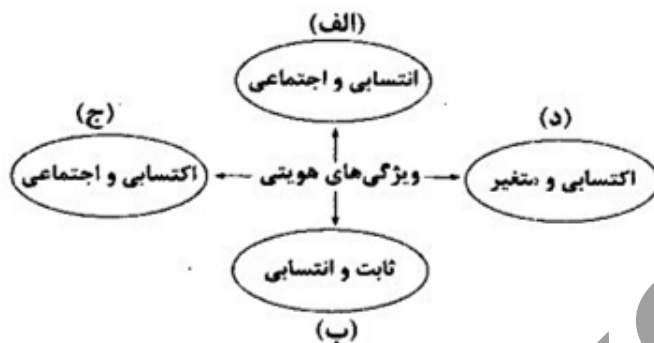 (الف)
انتسابی و اجتماعی
(د)
(ج)
اکتسابی و متغیر
ویژگی‌های هویتی
اکتسابی و اجتماعی
ثابت و انتسابی
(ب)